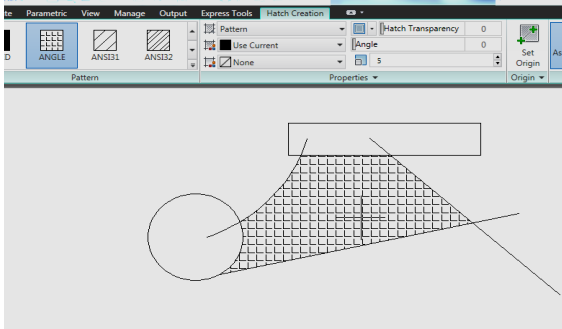 Parametric View Manage Output Express Tools Hatch Creation
Pattern Hatch Transparency 0
Use Current Angle 0
None 5
ANGLE ANSI31 ANSI32 Set Origin
Pattern Properties Origin